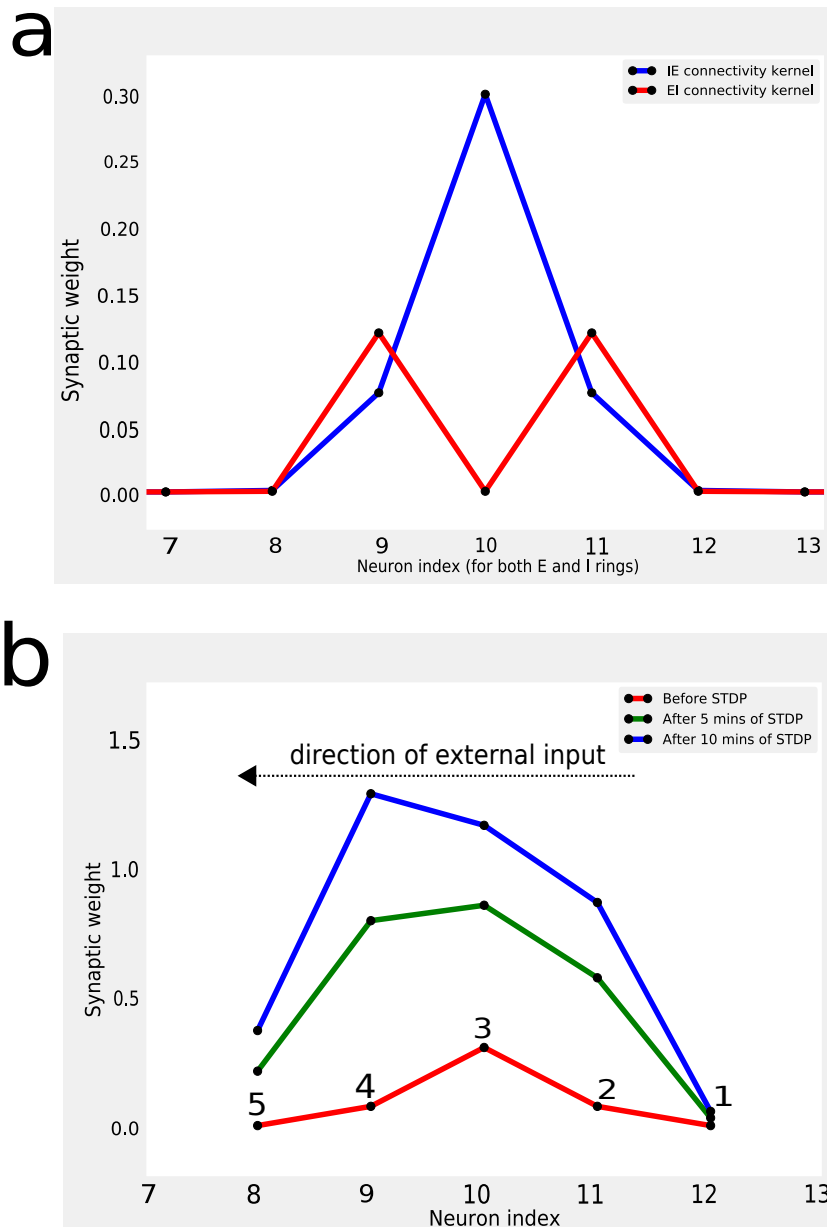 a
IE connectivity kernel
EI connectivity kernel
0.30
0.25
0.20
0.15
0.10
0.05
0.00
Synaptic weight
7 8 9 10 11 12 13
Neuron index (for both E and I rings)
b
Before STDP
After 5 mins of STDP
After 10 mins of STDP
direction of external input
1.5
1.0
0.5
0.0
Synaptic weight
5 4 3 2 1
7 8 9 10 11 12 13
Neuron index